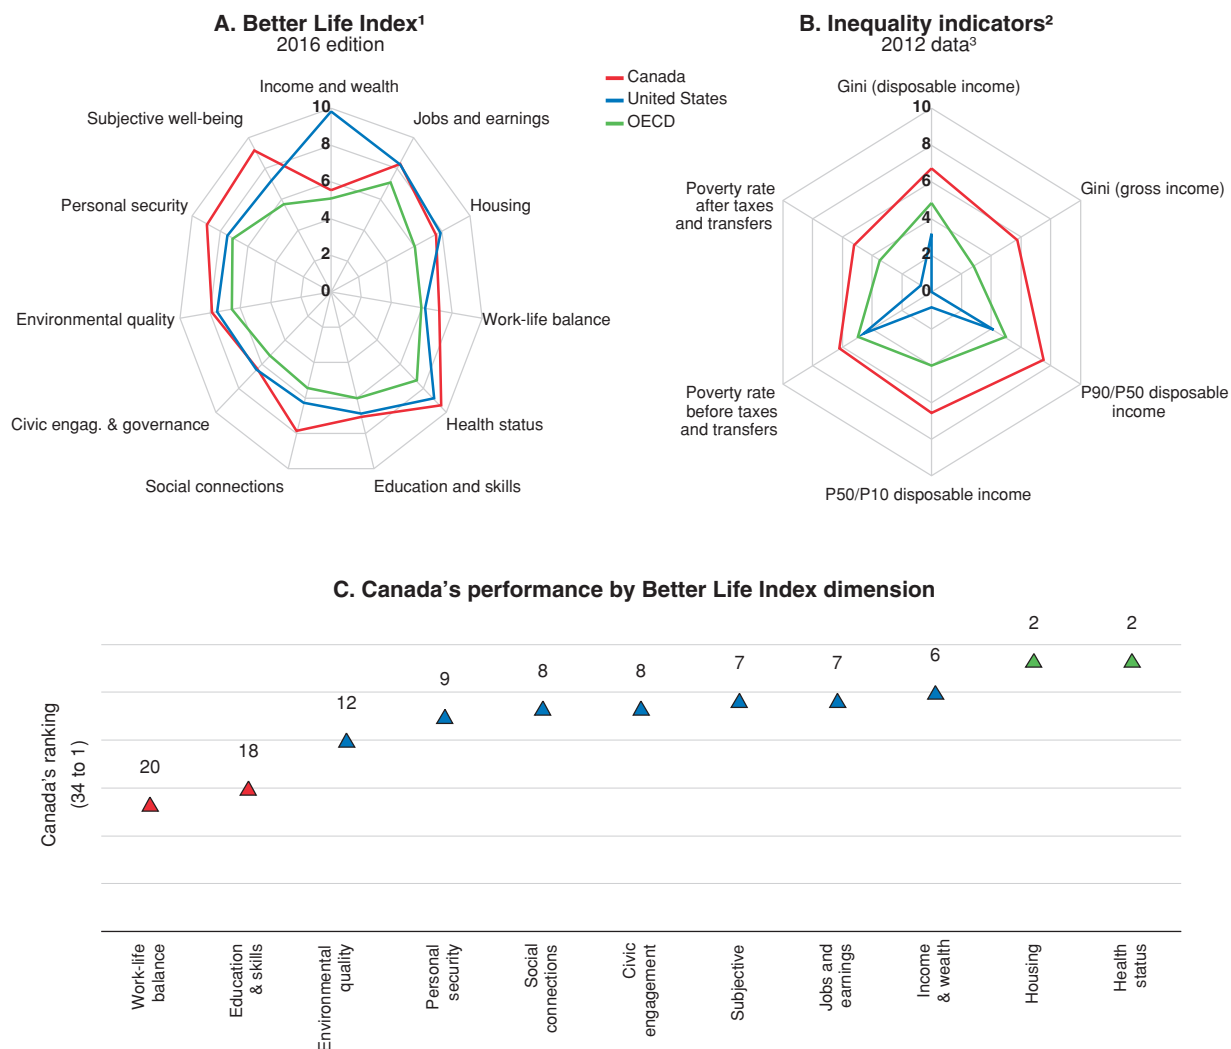 A. Better Life Index¹
2016 edition
Income and wealth
Subjective well-being
Jobs and earnings
Personal security
Housing
Environmental quality
Work-life balance
Civic engag. & governance
Health status
Social connections
Education and skills
10
8
6
4
2
0
Canada
United States
OECD
B. Inequality indicators²
2012 data³
Gini (disposable income)
Poverty rate
after taxes
and transfers
Gini (gross income)
Poverty rate
before taxes
and transfers
P90/P50 disposable
income
P50/P10 disposable income
10
8
6
4
2
0
C. Canada’s performance by Better Life Index dimension
Canada’s ranking
(34 to 1)
20
18
12
9
8
8
7
7
6
2
2
Work-life
balance
Education
& skills
Environmental
quality
Personal
security
Social
connections
Civic
engagement
Subjective
Jobs and
earnings
Income
& wealth
Housing
Health
status